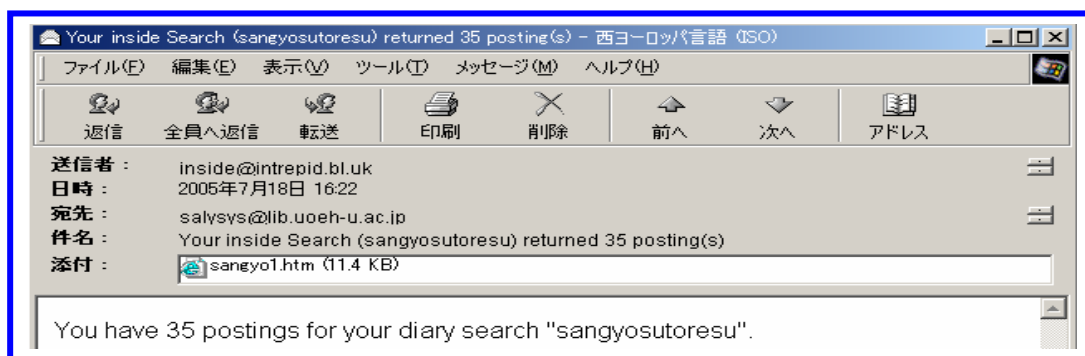 Your inside Search (sangyosutoresu) returned 35 posting(s) - 西ヨーロッパ言語 (ISO)
ファイル(F) 編集(E) 表示(V) ツール(T) メッセージ(M) ヘルプ(H)
返信 全員へ返信 転送 印刷 削除 前へ 次へ アドレス
送信者 : inside@intrepid.bl.uk
日時 : 2005年7月18日 16:22
宛先 : salysys@lib.uoeh-u.ac.jp
件名 : Your inside Search (sangyosutoresu) returned 35 posting(s)
添付 : sangyo1.htm (11.4 KB)
You have 35 postings for your diary search "sangyosutoresu".